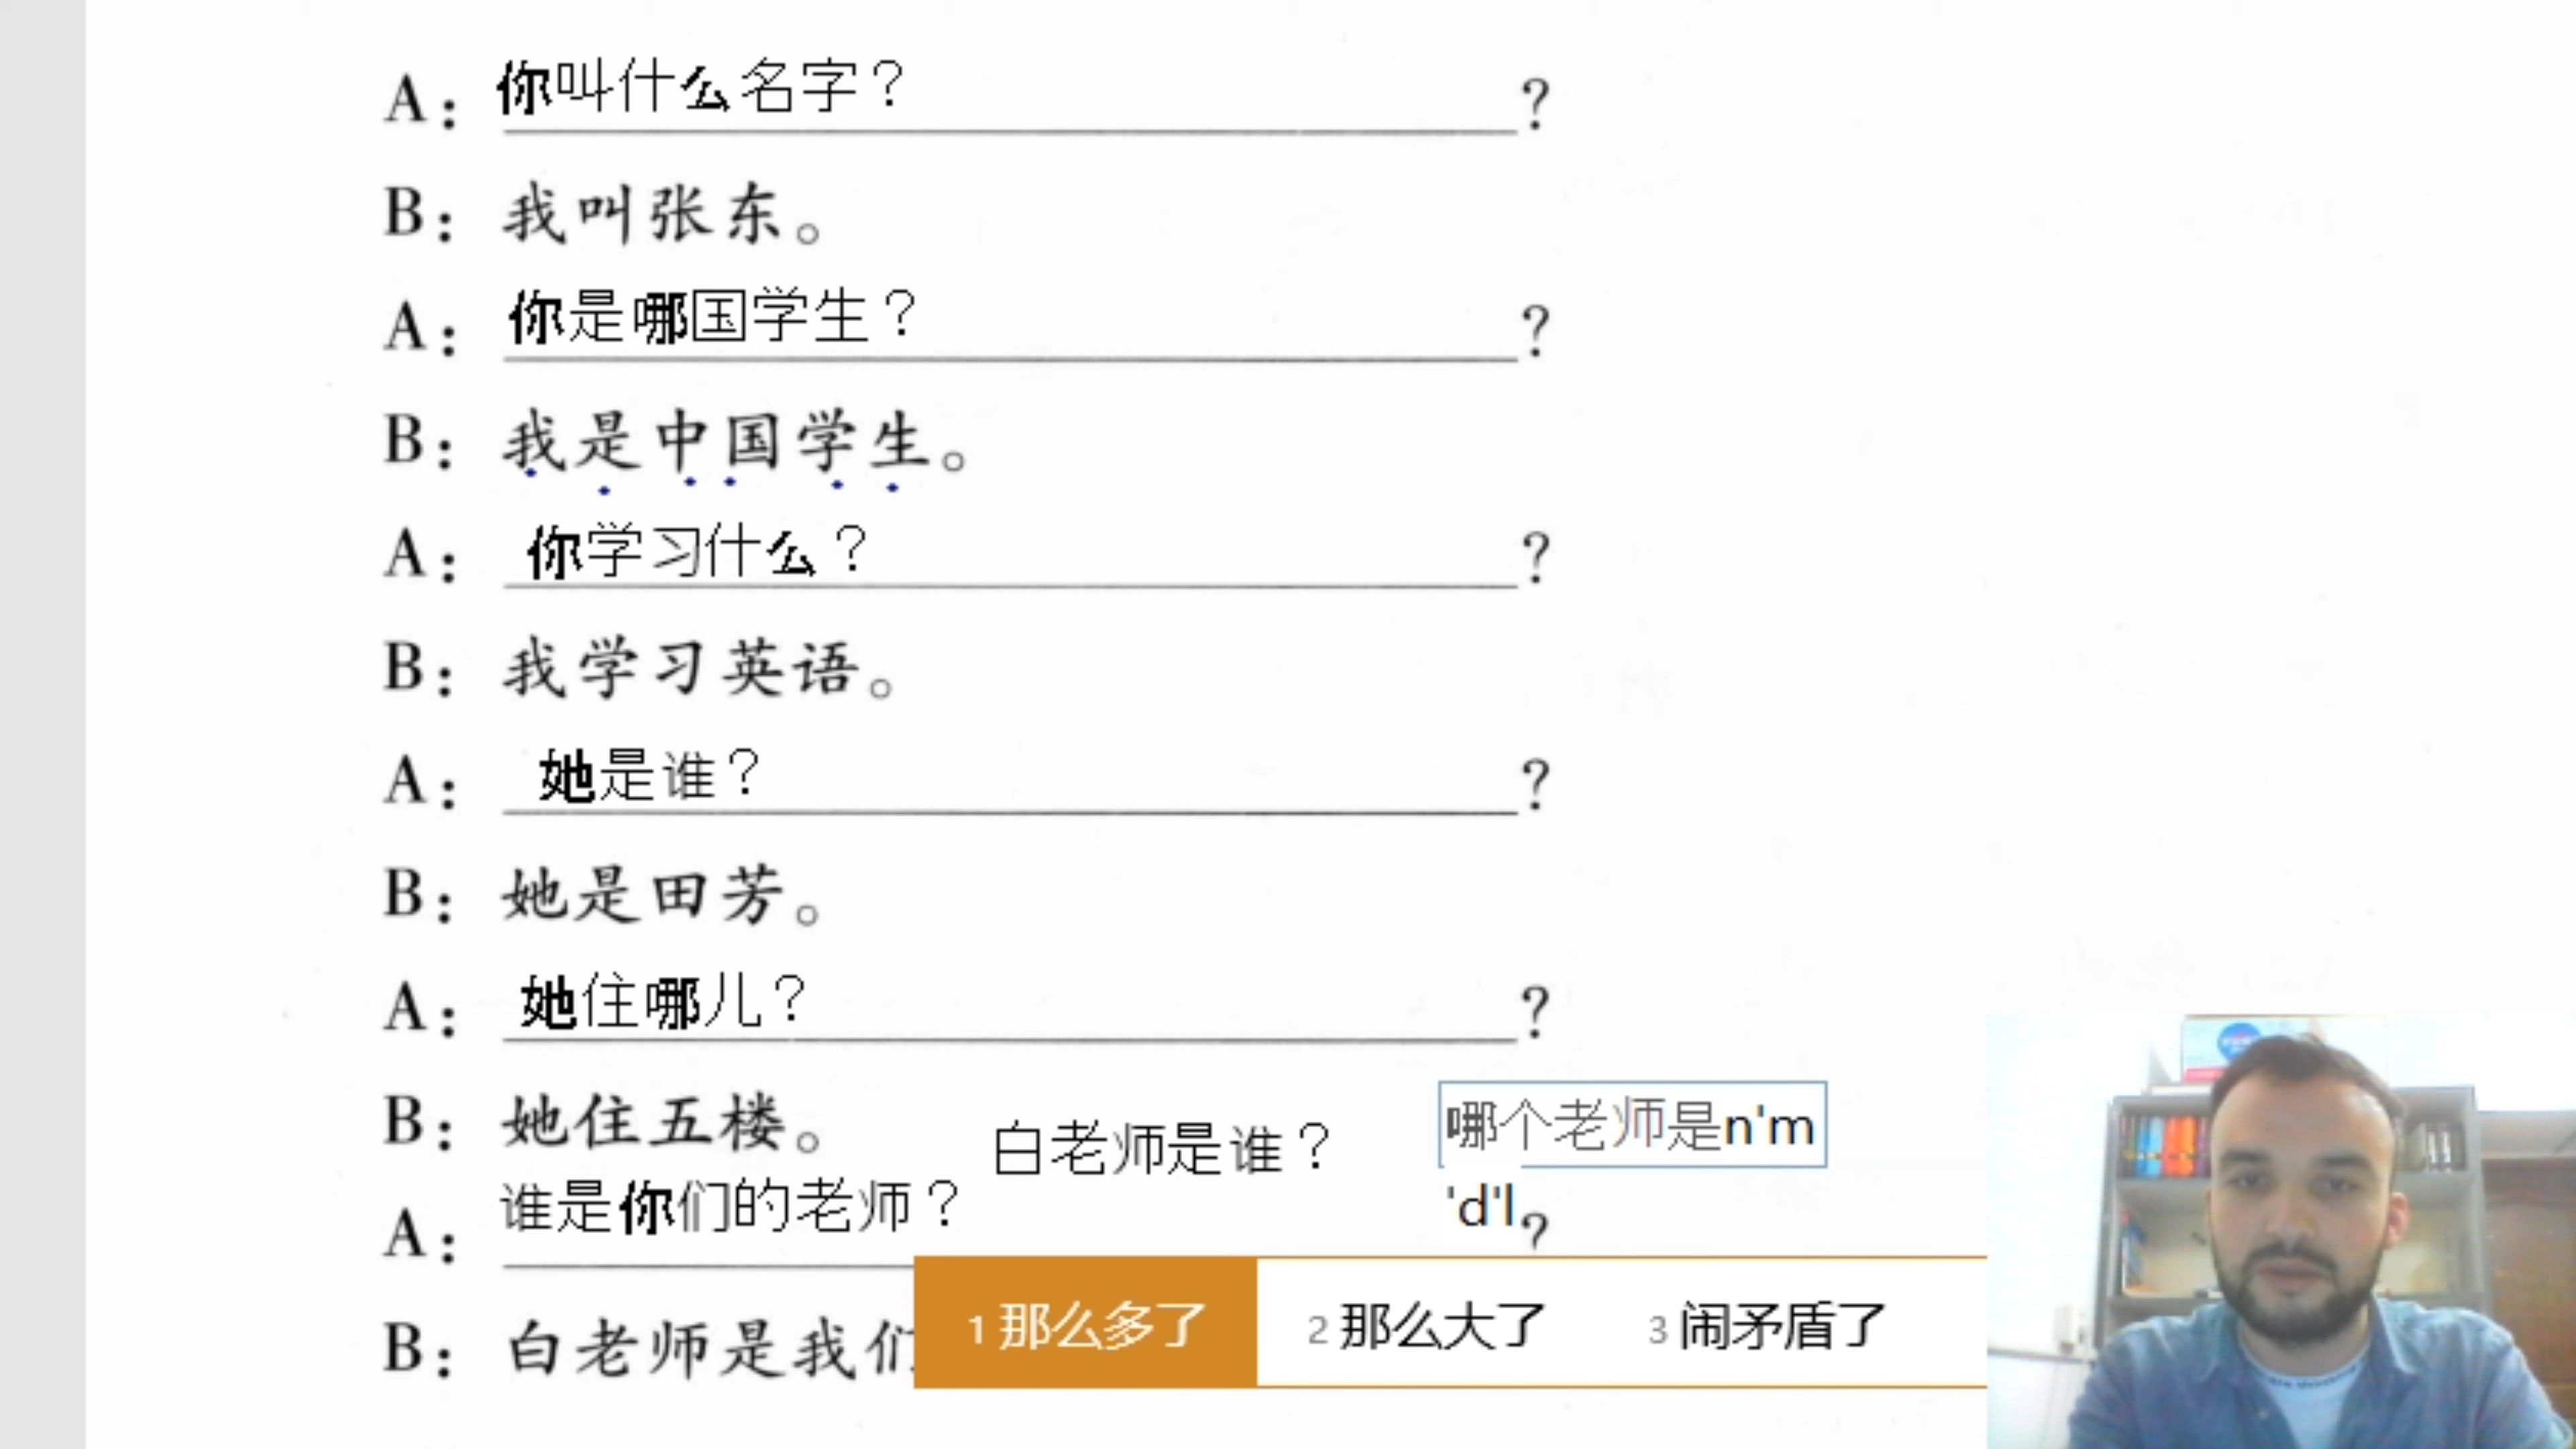 A： 你叫什么名字？ ？
B： 我叫张东。
A： 你是哪国学生？ ？
B： 我是中国学生。
A： 你学习什么？ ？
B： 我学习英语。
A： 她是谁？ ？
B： 她是田芳。
A： 她住哪儿？ ？
B： 她住五楼。
白老师是谁？ 哪个老师是n'm
A： 谁是你们的老师？ 'd'l ？
1 那么多了 2 那么大了 3 闹矛盾了
B： 白老师是我们